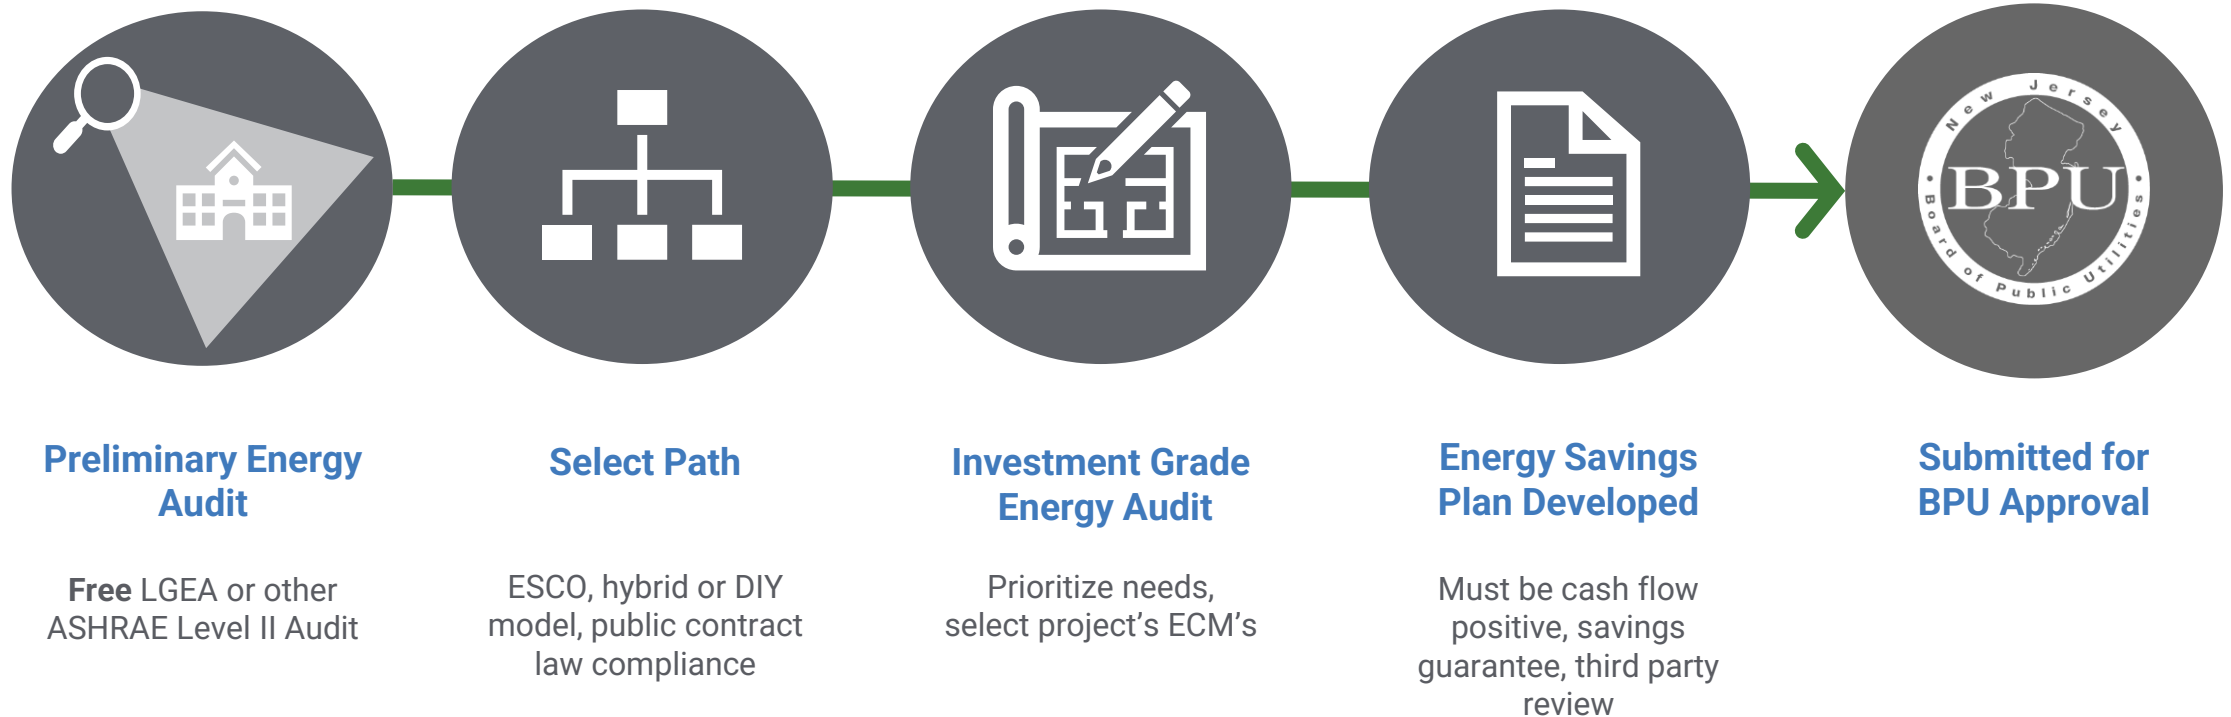 New Jersey
BPU
Board of Public Utilities
Preliminary Energy
Audit
Free LGEA or other
ASHRAE Level II Audit
Select Path
ESCO, hybrid or DIY
model, public contract
law compliance
Investment Grade
Energy Audit
Prioritize needs,
select project’s ECM’s
Energy Savings
Plan Developed
Must be cash flow
positive, savings
guarantee, third party
review
Submitted for
BPU Approval